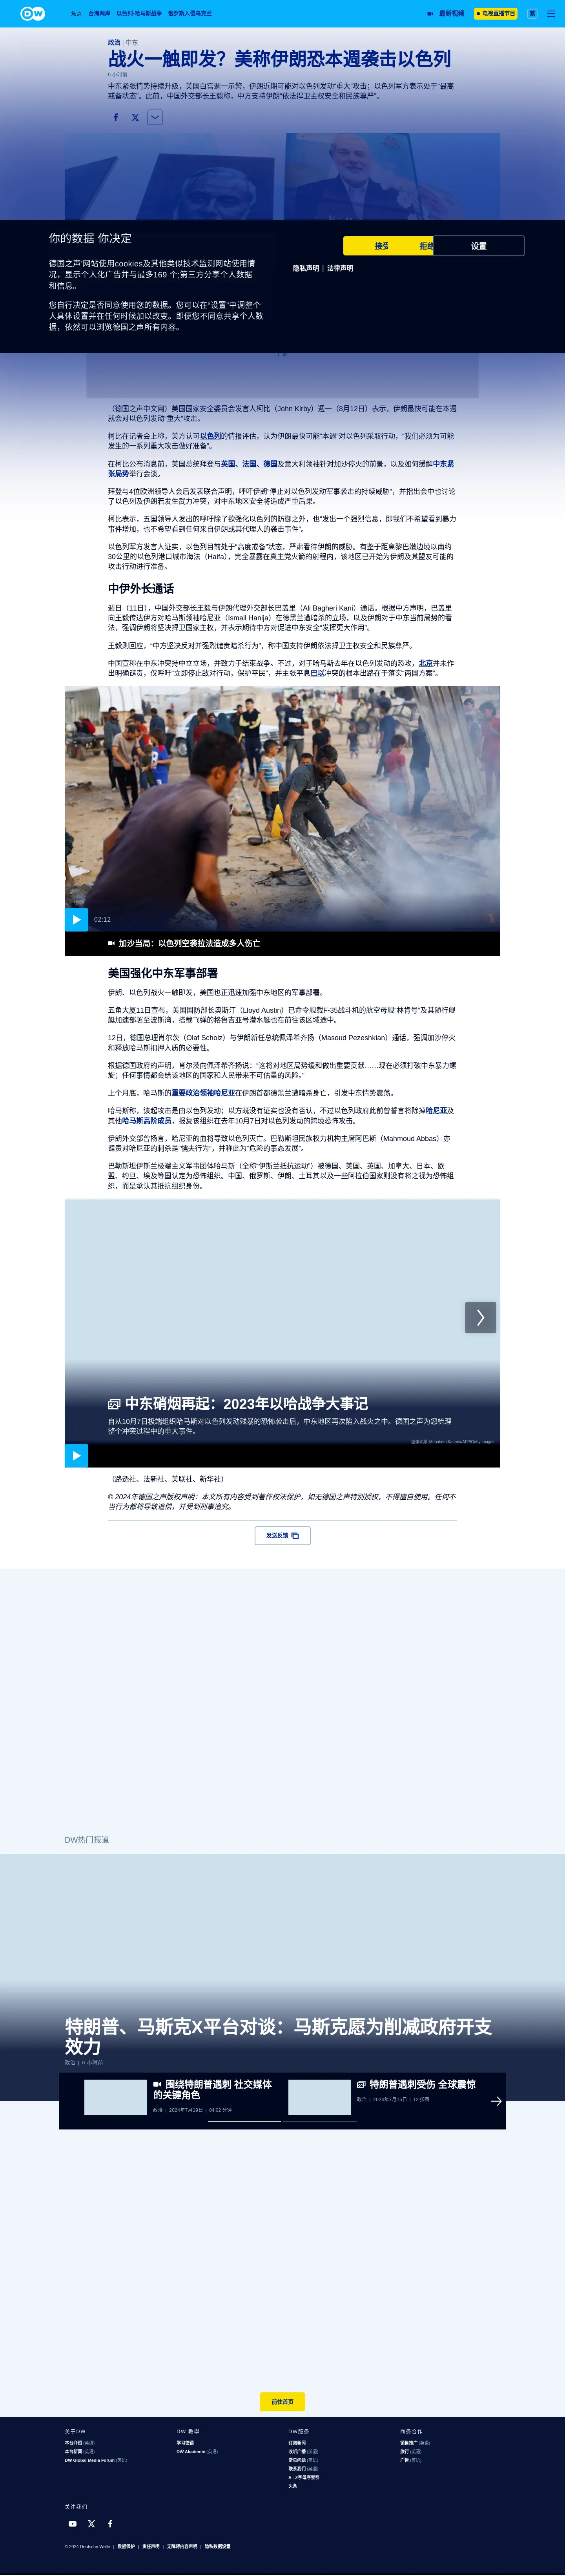 DW
焦点 台海两岸 以色列-哈马斯战争 俄罗斯入侵乌克兰 最新视频 电视直播节目 繁
政治 | 中东
战火一触即发？美称伊朗恐本週袭击以色列
6 小时前
中东紧张情势持续升级，美国白宫週一示警，伊朗近期可能对以色列发动“重大”攻击；以色列军方表示处于“最高
戒备状态”。此前，中国外交部长王毅称，中方支持伊朗“依法捍卫主权安全和民族尊严”。
你的数据 你决定
德国之声'网站使用cookies及其他类似技术监测网站使用情
况，显示个人化广告并与最多169 个;第三方分享个人数据
和信息。
您自行决定是否同意使用您的数据。您可以在“设置”中调整个
人具体设置并在任何时候加以改变。即便您不同意共享个人数
据，依然可以浏览德国之声所有内容。
接受 拒绝 设置
隐私声明 | 法律声明
（德国之声中文网）美国国家安全委员会发言人柯比（John Kirby）週一（8月12日）表示，伊朗最快可能在本週
就会对以色列发动“重大”攻击。
柯比在记者会上称，美方认可以色列的情报评估，认为伊朗最快可能“本週”对以色列采取行动，“我们必须为可能
发生的一系列重大攻击做好准备”。
在柯比公布消息前，美国总统拜登与英国、法国、德国及意大利领袖针对加沙停火的前景，以及如何缓解中东紧
张局势举行会谈。
拜登与4位欧洲领导人会后发表联合声明，呼吁伊朗“停止对以色列发动军事袭击的持续威胁”，并指出会中也讨论
了以色列及伊朗若发生武力冲突，对中东地区安全将造成严重后果。
柯比表示，五国领导人发出的呼吁除了欲强化以色列的防御之外，也“发出一个强烈信息，即我们不希望看到暴力
事件增加，也不希望看到任何来自伊朗或其代理人的袭击事件”。
以色列军方发言人证实，以色列目前处于“高度戒备”状态，严肃看待伊朗的威胁。有鉴于距离黎巴嫩边境以南约
30公里的以色列港口城市海法（Haifa），完全暴露在真主党火箭的射程内，该地区已开始为伊朗及其盟友可能的
攻击行动进行准备。
中伊外长通话
週日（11日），中国外交部长王毅与伊朗代理外交部长巴盖里（Ali Bagheri Kani）通话。根据中方声明，巴盖里
向王毅传达伊方对哈马斯领袖哈尼亚（Ismail Hanija）在德黑兰遭暗杀的立场，以及伊朗对于中东当前局势的看
法，强调伊朗将坚决捍卫国家主权，并表示期待中方对促进中东安全“发挥更大作用”。
王毅则回应，“中方坚决反对并强烈谴责暗杀行为”，称中国支持伊朗依法捍卫主权安全和民族尊严。
中国宣称在中东冲突持中立立场，并致力于结束战争。不过，对于哈马斯去年在以色列发动的恐攻，北京并未作
出明确谴责，仅呼吁“立即停止敌对行动，保护平民”，并主张平息巴以冲突的根本出路在于落实“两国方案”。
02:12
加沙当局：以色列空袭拉法造成多人伤亡
美国强化中东军事部署
伊朗、以色列战火一触即发，美国也正迅速加强中东地区的军事部署。
五角大厦11日宣布，美国国防部长奧斯汀（Lloyd Austin）已命令舰载F-35战斗机的航空母舰“林肯号”及其随行舰
艇加速部署至波斯湾，搭载飞弹的核鲁吉亚号潜水艇也在前往该区域途中。
12日，德国总理肖尔茨（Olaf Scholz）与伊朗新任总统佩泽希齐扬（Masoud Pezeshkian）通话，强调加沙停火
和释放哈马斯扣押人质的必要性。
根据德国政府的声明，肖尔茨向佩泽希齐扬说：“这将对地区局势缓和做出重要贡献……现在必须打破中东暴力螺
旋；任何事情都会给该地区的国家和人民带来不可估量的风险。”
上个月底，哈马斯的重要政治领袖哈尼亚在伊朗首都德黑兰遭暗杀身亡，引发中东情势震荡。
哈马斯称，该起攻击是由以色列发动；以方既没有证实也没有否认，不过以色列政府此前曾誓言将除掉哈尼亚及
其他哈马斯高阶成员，报复该组织在去年10月7日对以色列发动的跨境恐怖攻击。
伊朗外交部曾扬言，哈尼亚的血将导致以色列灭亡。巴勒斯坦民族权力机构主席阿巴斯（Mahmoud Abbas）亦
谴责对哈尼亚的刺杀是“懦夫行为”，并称此为“危险的事态发展”。
巴勒斯坦伊斯兰极端主义军事团体哈马斯（全称“伊斯兰抵抗运动”）被德国、美国、英国、加拿大、日本、欧
盟、约旦、埃及等国认定为恐怖组织。中国、俄罗斯、伊朗、土耳其以及一些阿拉伯国家则没有将之视为恐怖组
织，而是承认其抵抗组织身份。
中东硝烟再起：2023年以哈战争大事记
自从10月7日极端组织哈马斯对以色列发动残暴的恐怖袭击后，中东地区再次陷入战火之中。德国之声为您梳理
整个冲突过程中的重大事件。
图像来源: Menahem Kahana/AFP/Getty Images
（路透社、法新社、美联社、新华社）
© 2024年德国之声版权声明：本文所有内容受到著作权法保护，如无德国之声特别授权，不得擅自使用。任何不
当行为都将导致追偿，并受到刑事追究。
发送反馈
DW热门报道
特朗普、马斯克X平台对谈：马斯克愿为削减政府开支
效力
政治 | 6 小时前
围绕特朗普遇刺 社交媒体
的关键角色
政治 | 2024年7月19日 | 04:02 分钟
特朗普遇刺受伤 全球震惊
政治 | 2024年7月15日 | 12 张图
前往首页
关于DW
本台介绍 (英语)
本台新闻 (英语)
DW Global Media Forum (英语)
DW 教学
学习德语
DW Akademie (英语)
DW服务
订阅新闻
收听广播 (英语)
常见问题 (英语)
联系我们 (英语)
A - Z字母序索引
头条
商务合作
销售推广 (英语)
旅行 (英语)
广告 (英语)
关注我们
© 2024 Deutsche Welle | 数据保护 | 责任声明 | 无障碍内容声明 | 隐私数据设置